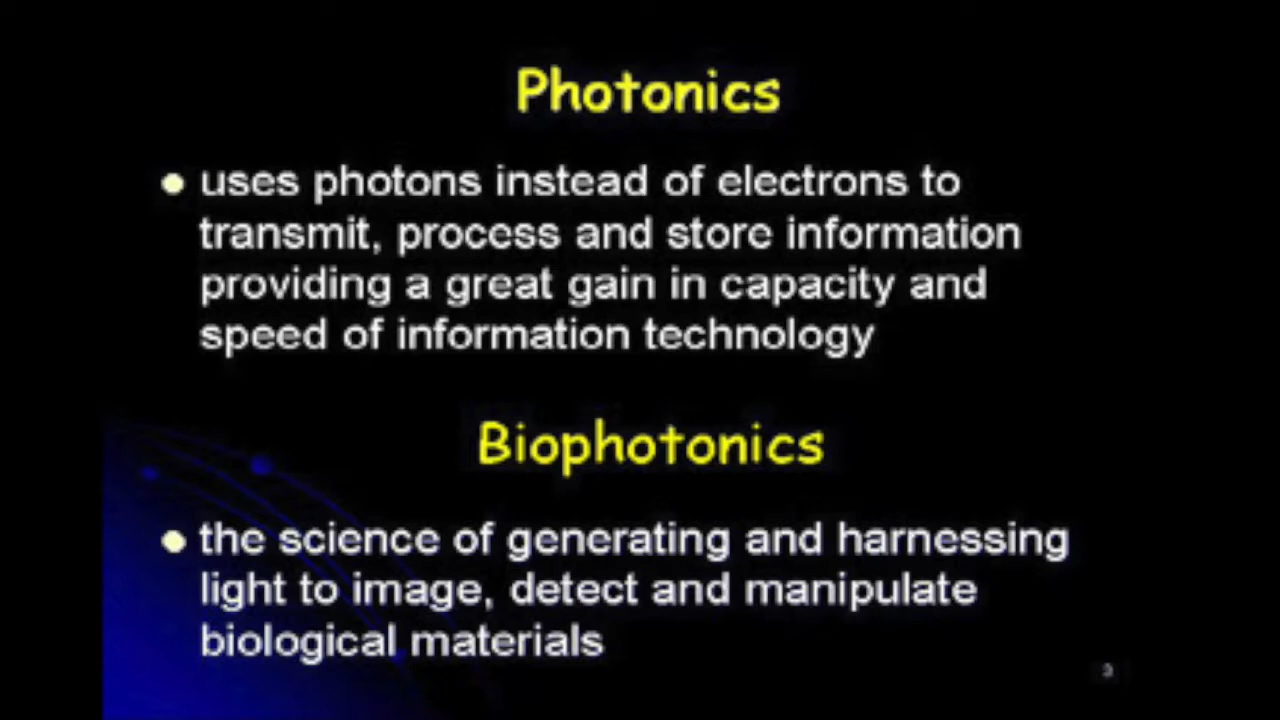 Photonics
● uses photons instead of electrons to
transmit, process and store information
providing a great gain in capacity and
speed of information technology
Biophotonics
● the science of generating and harnessing
light to image, detect and manipulate
biological materials
3